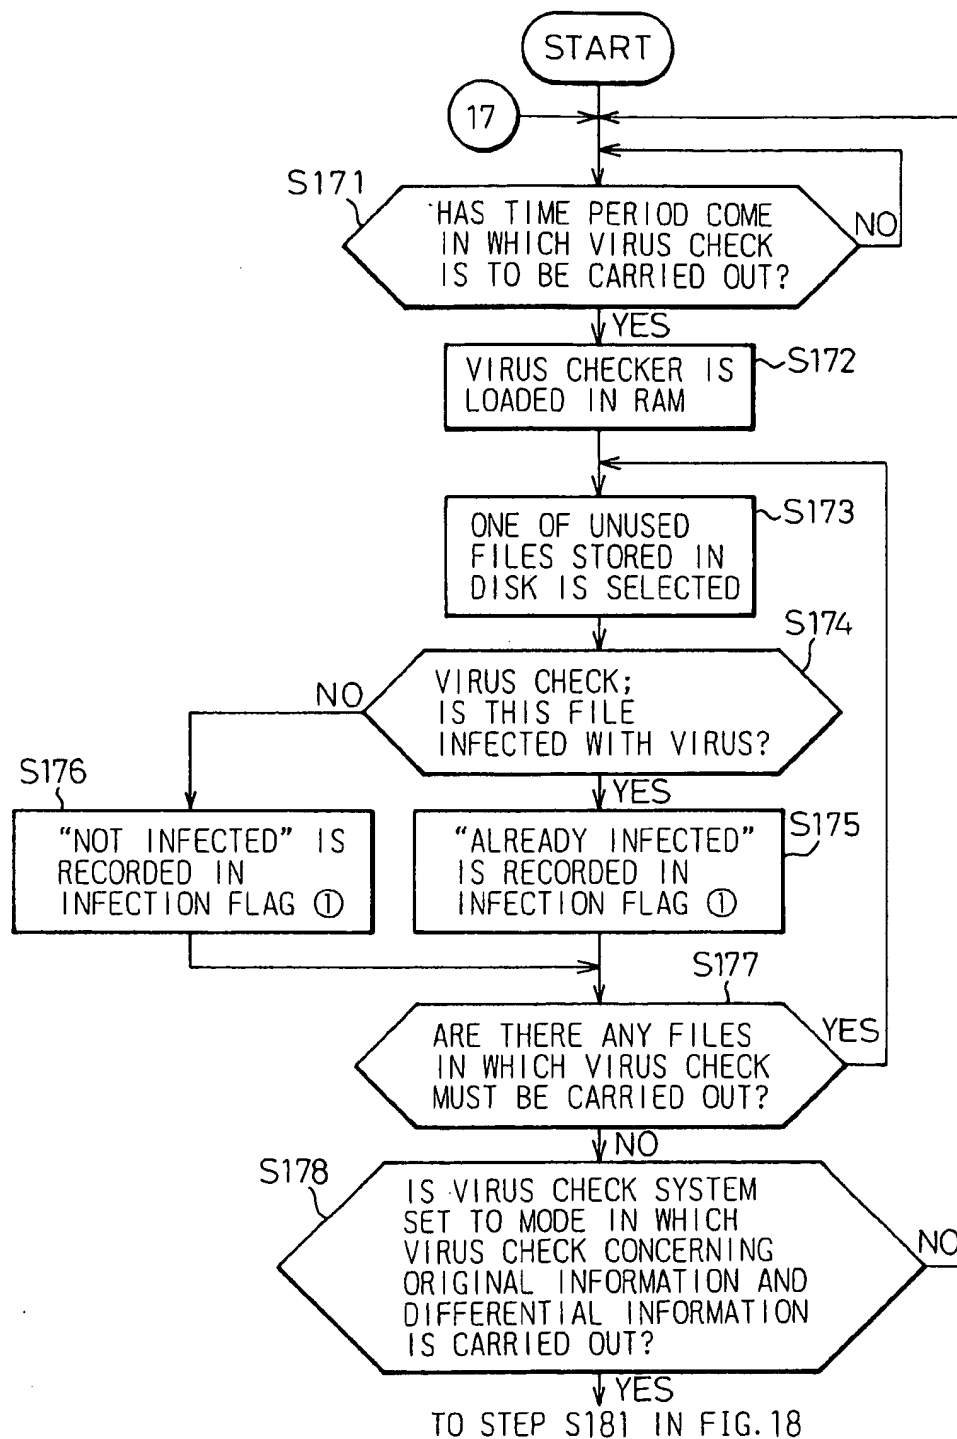 START
17
S171
HAS TIME PERIOD COME
IN WHICH VIRUS CHECK
IS TO BE CARRIED OUT?
NO
YES
S172
VIRUS CHECKER IS
LOADED IN RAM
S173
ONE OF UNUSED
FILES STORED IN
DISK IS SELECTED
S174
VIRUS CHECK;
IS THIS FILE
INFECTED WITH VIRUS?
NO
YES
S176
"NOT INFECTED" IS
RECORDED IN
INFECTION FLAG ①
S175
"ALREADY INFECTED"
IS RECORDED IN
INFECTION FLAG ①
S177
ARE THERE ANY FILES
IN WHICH VIRUS CHECK
MUST BE CARRIED OUT?
YES
NO
S178
IS VIRUS CHECK SYSTEM
SET TO MODE IN WHICH
VIRUS CHECK CONCERNING
ORIGINAL INFORMATION AND
DIFFERENTIAL INFORMATION
IS CARRIED OUT?
NO
YES
TO STEP S181 IN FIG.18